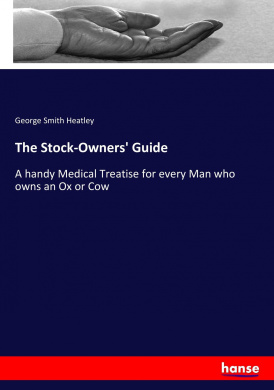 George Smith Heatley
The Stock-Owners' Guide
A handy Medical Treatise for every Man who
owns an Ox or Cow
hanse